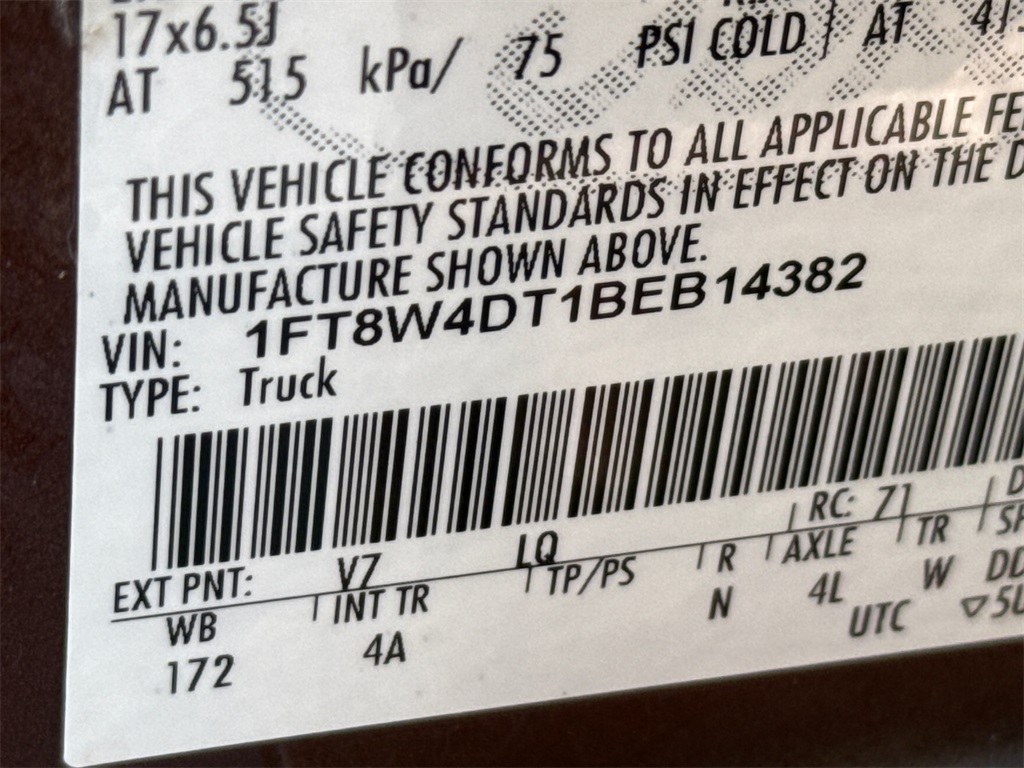 17x6.5J
AT 515 kPa/ 75 PSI COLD AT
THIS VEHICLE CONFORMS TO ALL APPLICABLE
VEHICLE SAFETY STANDARDS IN EFFECT ON THE
MANUFACTURE SHOWN ABOVE.
VIN: 1FT8W4DT1BEB14382
TYPE: Truck
EXT PNT: V7 LQ RC: 71
WB INT TR TP/PS R AXLE TR
172 4A N 4L W DD
UTC